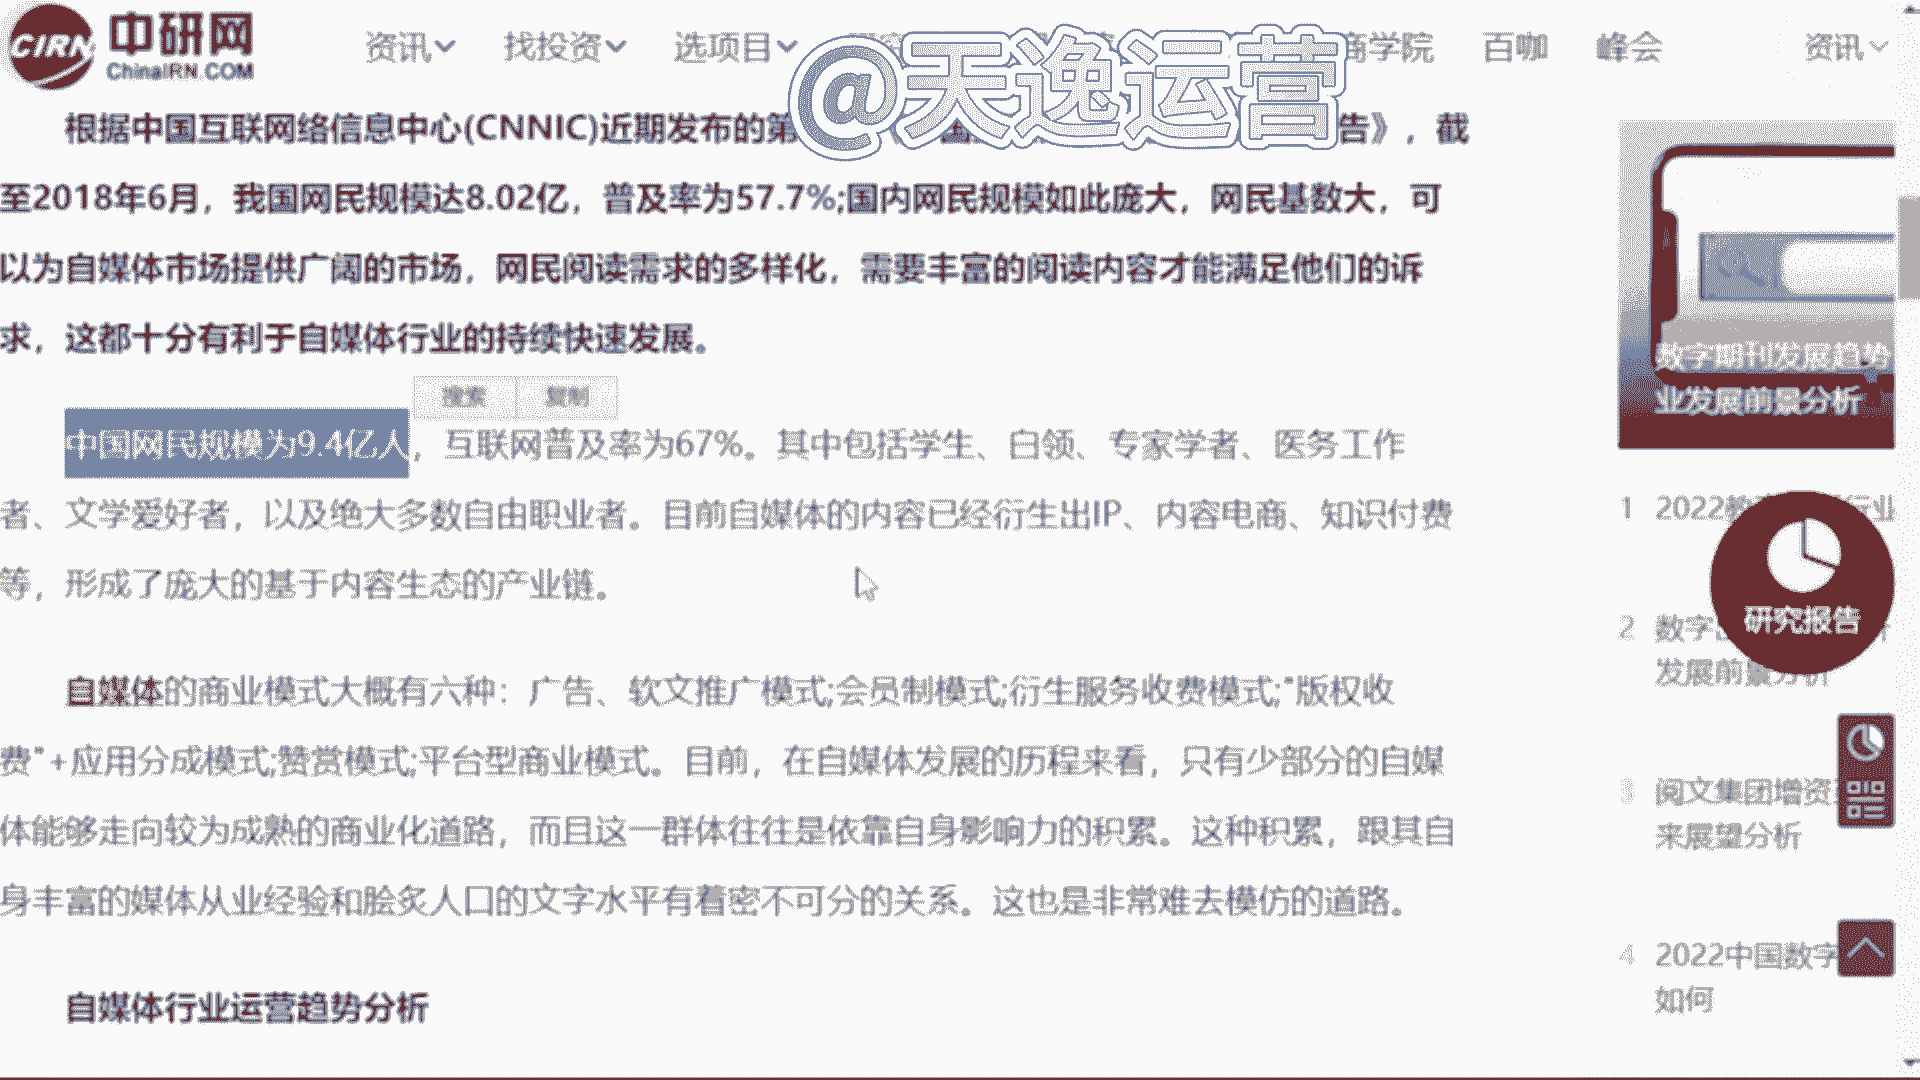 CIRN 中研网
ChinaIRN.COM
资讯 找投资 选项目 商学院 百咖 峰会 资讯
@天逸运营
根据中国互联网络信息中心(CNNIC)近期发布的第 告》，截
至2018年6月，我国网民规模达8.02亿，普及率为57.7%;国内网民规模如此庞大，网民基数大，可
以为自媒体市场提供广阔的市场，网民阅读需求的多样化，需要丰富的阅读内容才能满足他们的诉
求，这都十分有利于自媒体行业的持续快速发展。
搜索 复制
中国网民规模为9.4亿人，互联网普及率为67%。其中包括学生、白领、专家学者、医务工作
者、文学爱好者，以及绝大多数自由职业者。目前自媒体的内容已经衍生出IP、内容电商、知识付费
等，形成了庞大的基于内容生态的产业链。
自媒体的商业模式大概有六种：广告、软文推广模式;会员制模式;衍生服务收费模式;"版权收
费"+应用分成模式;赞赏模式;平台型商业模式。目前，在自媒体发展的历程来看，只有少部分的自媒
体能够走向较为成熟的商业化道路，而且这一群体往往是依靠自身影响力的积累。这种积累，跟其自
身丰富的媒体从业经验和脍炙人口的文字水平有着密不可分的关系。这也是非常难去模仿的道路。
自媒体行业运营趋势分析
数字期刊发展趋势
业发展前景分析
1 2022教 行业
研究报告
2 数字
发展前景分析
3 阅文集团增资
来展望分析
4 2022中国数字
如何